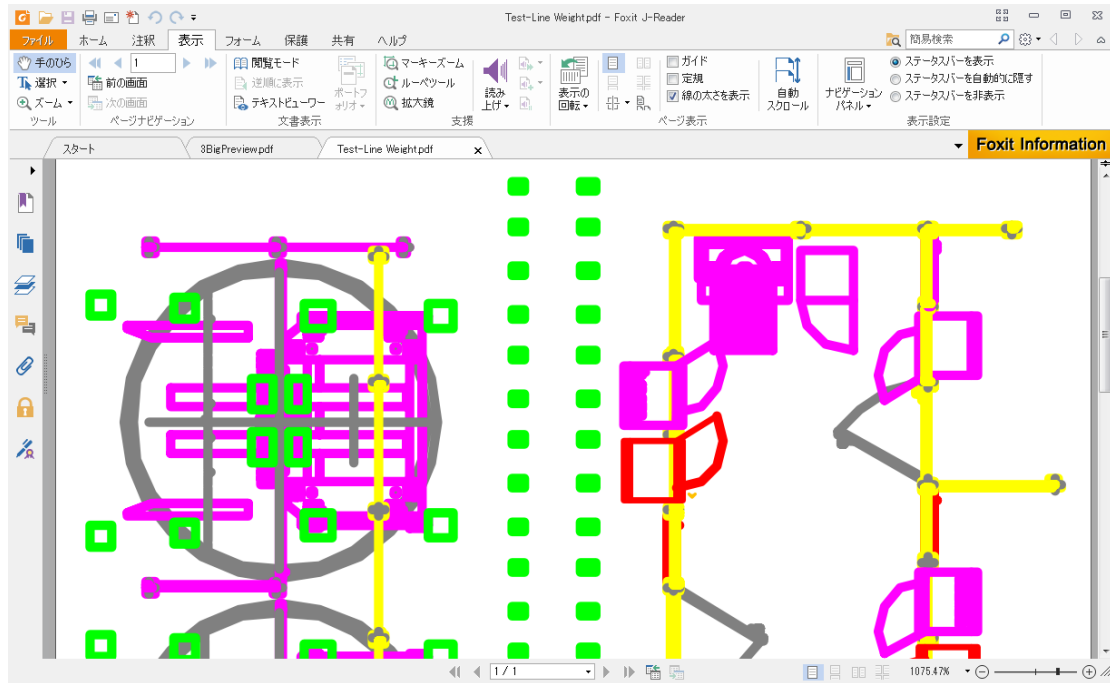 Test-Line Weight.pdf - Foxit J-Reader
ファイル ホーム 注釈 表示 フォーム 保護 共有 ヘルプ 簡易検索
手のひら
選択
ズーム
ツール
1
前の画面
次の画面
ページナビゲーション
閲覧モード
逆順に表示
テキストビューワー
ポートフォリオ
文書表示
マーキーズーム
ルーペツール
拡大鏡
読み上げ
支援
表示の回転
ガイド
定規
線の太さを表示
自動スクロール
ページ表示
ナビゲーションパネル
ステータスバーを表示
ステータスバーを自動的に隠す
ステータスバーを非表示
表示設定
スタート 3BigPreview.pdf Test-Line Weight.pdf x Foxit Information
1 / 1 1075.47%